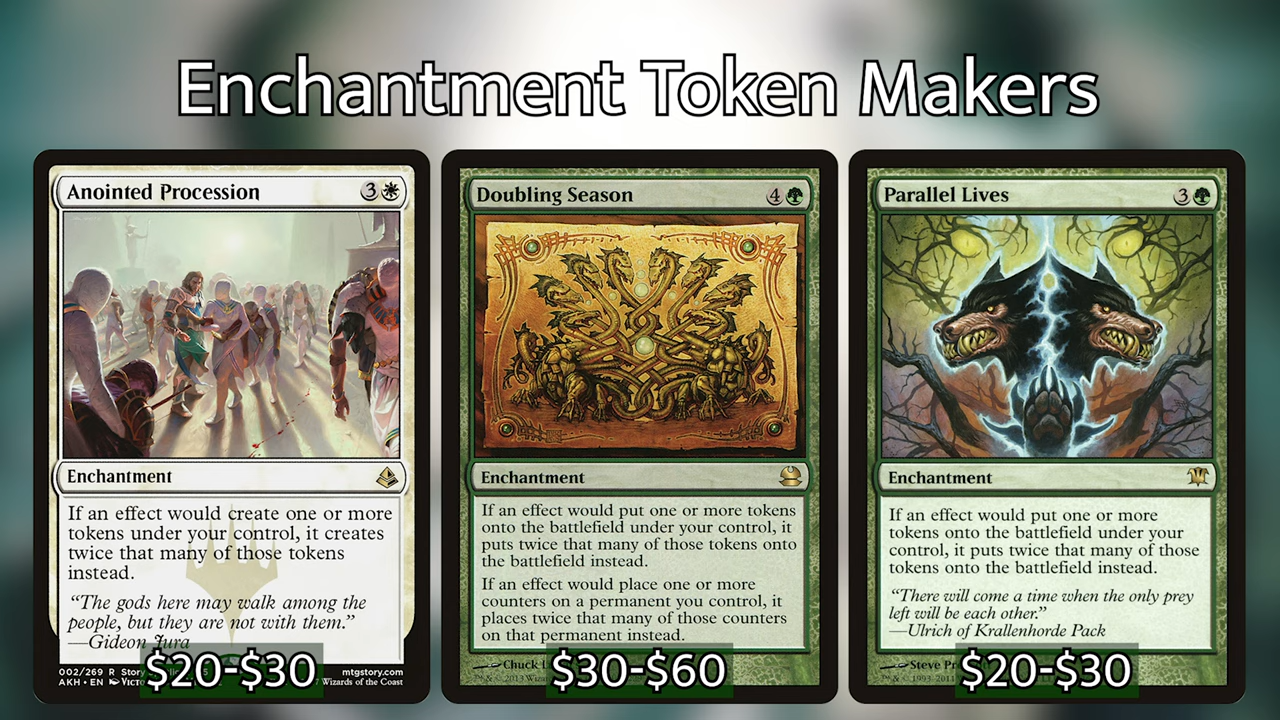 Enchantment Token Makers
Anointed Procession 3
Enchantment
If an effect would create one or more
tokens under your control, it creates
twice that many of those tokens
instead.
“The gods here may walk among the
people, but they are not with them.”
—Gideon Jura
002/269 R
mtgstory.com
AKH • EN
Wizards of the Coast
$20-$30
Doubling Season 4
Enchantment
If an effect would put one or more tokens
onto the battlefield under your control, it
puts twice that many of those tokens onto
the battlefield instead.
If an effect would place one or more
counters on a permanent you control, it
places twice that many of those counters
on that permanent instead.
Chuck
$30-$60
Parallel Lives 3
Enchantment
If an effect would put one or more
tokens onto the battlefield under your
control, it puts twice that many of those
tokens onto the battlefield instead.
“There will come a time when the only prey
left will be each other.”
—Ulrich of Krallenhorde Pack
Steve
$20-$30